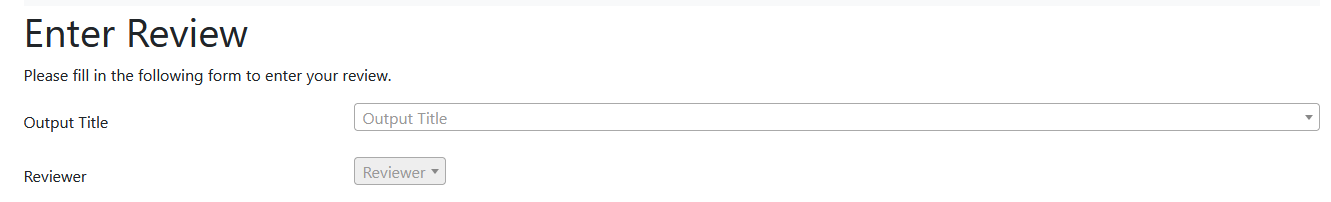 Enter Review
Please fill in the following form to enter your review.
Output Title Output Title
Reviewer Reviewer